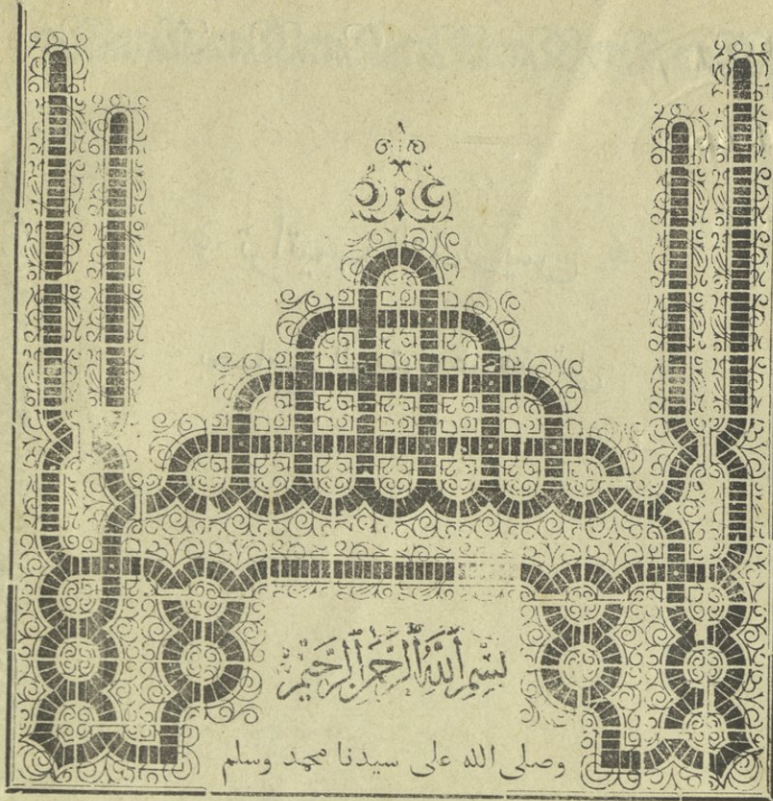 بسم الله الرحمن الرحيم
وصلى الله على سيدنا محمد وسلم